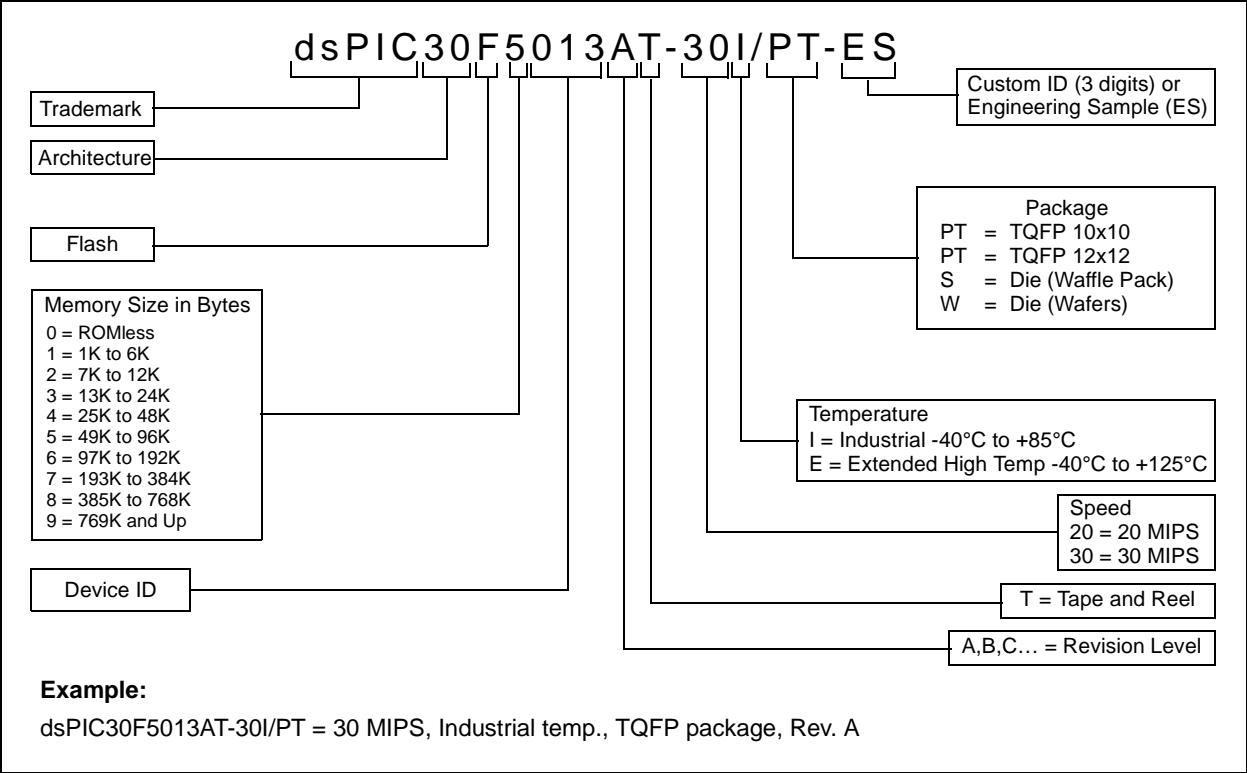 dsPIC30F5013AT-30I/PT-ES
Trademark
Architecture
Flash
Memory Size in Bytes
0 = ROMless
1 = 1K to 6K
2 = 7K to 12K
3 = 13K to 24K
4 = 25K to 48K
5 = 49K to 96K
6 = 97K to 192K
7 = 193K to 384K
8 = 385K to 768K
9 = 769K and Up
Device ID
Custom ID (3 digits) or
Engineering Sample (ES)
Package
PT = TQFP 10x10
PT = TQFP 12x12
S = Die (Waffle Pack)
W = Die (Wafers)
Temperature
I = Industrial -40°C to +85°C
E = Extended High Temp -40°C to +125°C
Speed
20 = 20 MIPS
30 = 30 MIPS
T = Tape and Reel
A,B,C… = Revision Level
Example:
dsPIC30F5013AT-30I/PT = 30 MIPS, Industrial temp., TQFP package, Rev. A